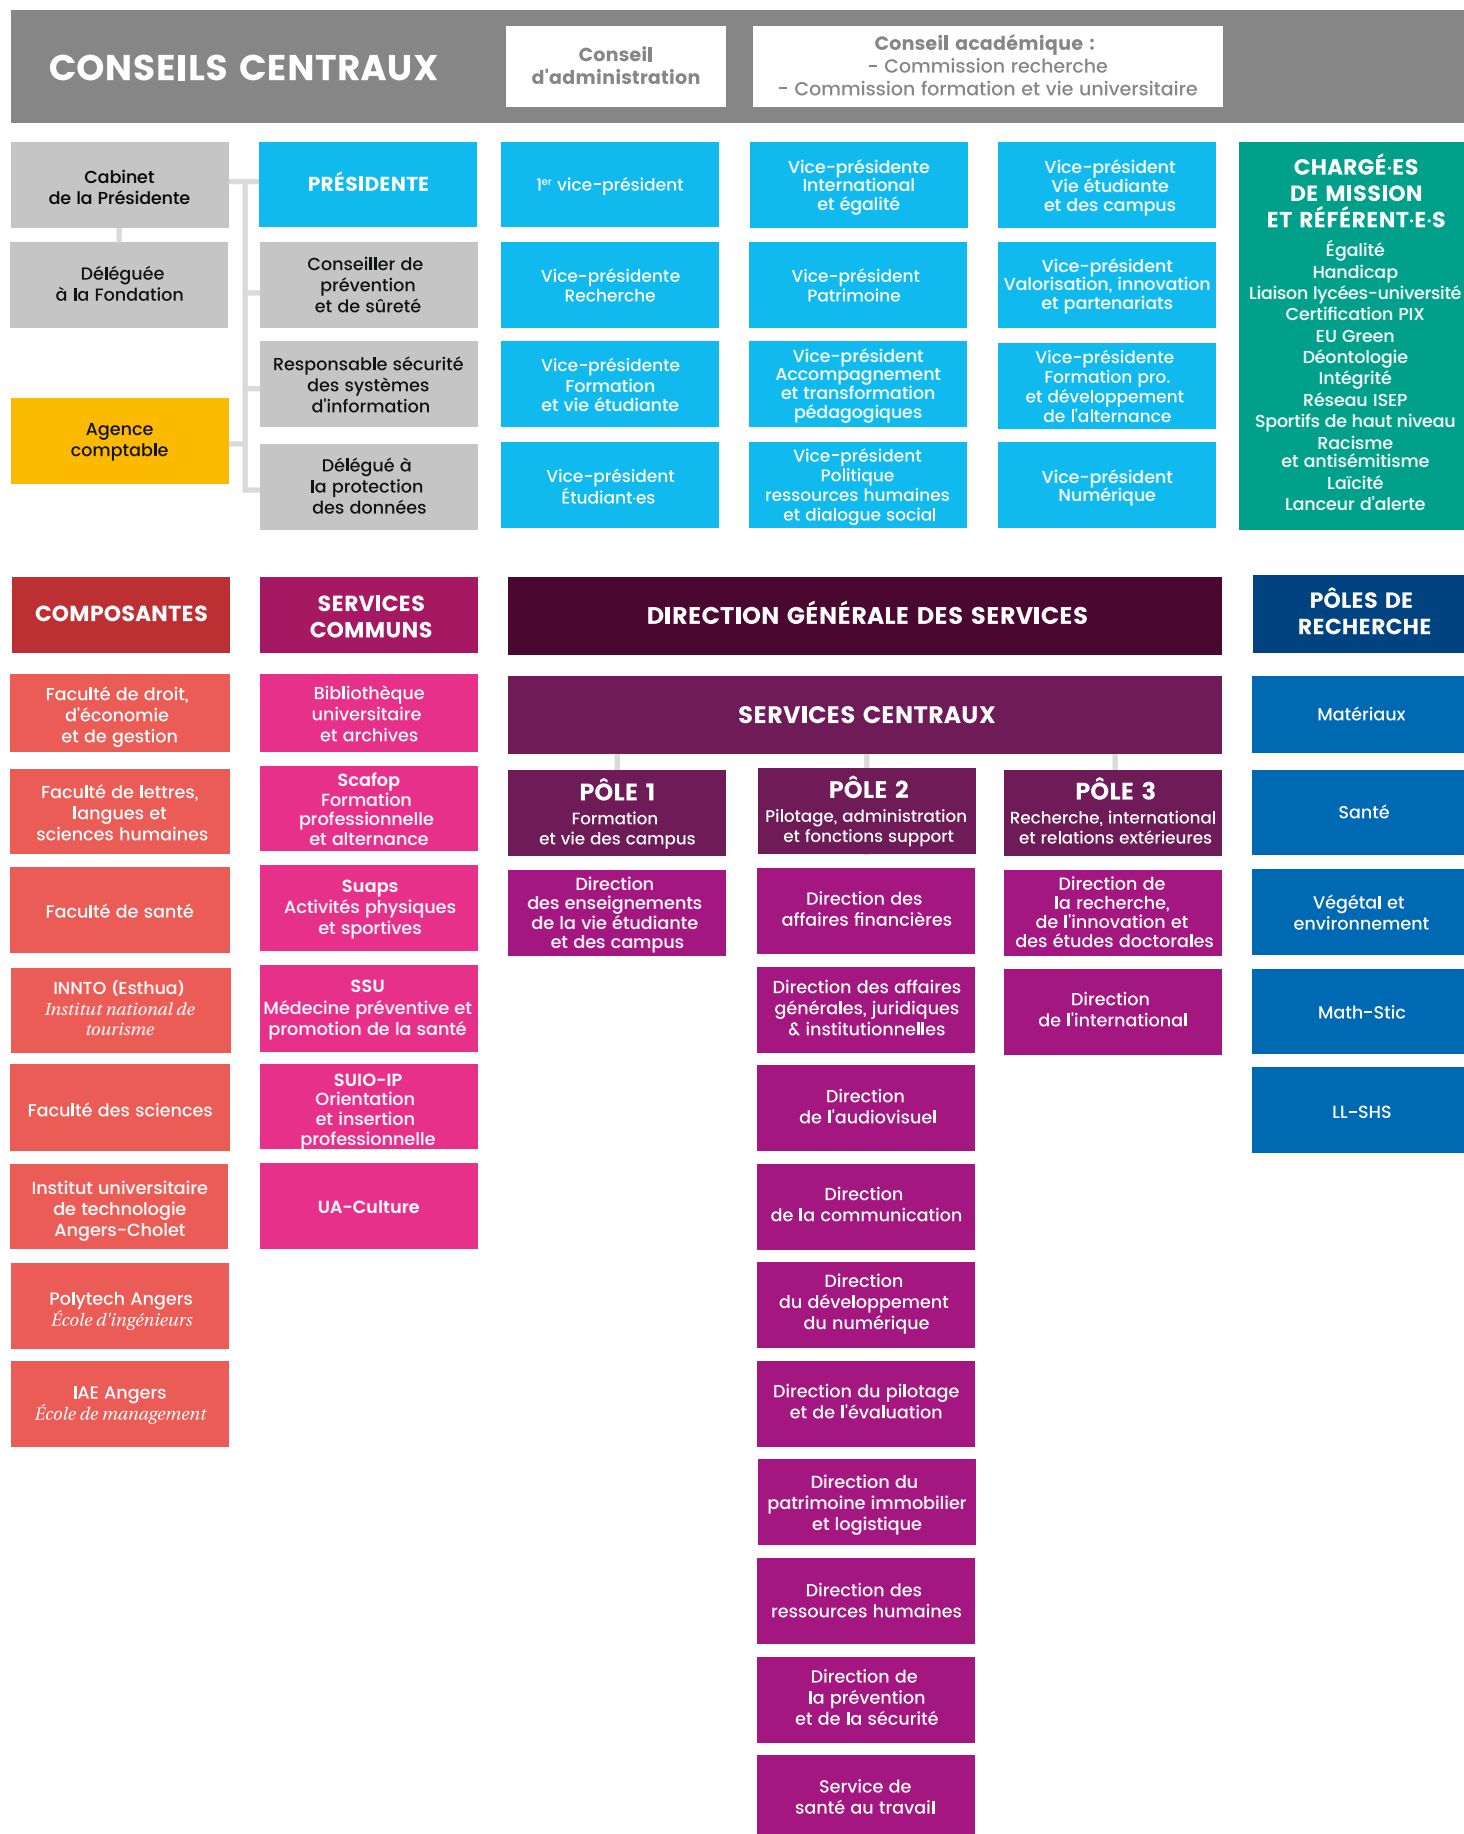 CONSEILS CENTRAUX
Conseil
d'administration
Conseil académique :
- Commission recherche
- Commission formation et vie universitaire
Cabinet
de la Présidente
Déléguée
à la Fondation
Agence
comptable
PRÉSIDENTE
Conseiller de
prévention
et de sûreté
Responsable sécurité
des systèmes
d'information
Délégué à
la protection
des données
1er vice-président
Vice-présidente
Recherche
Vice-présidente
Formation
et vie étudiante
Vice-président
Étudiant·es
Vice-présidente
International
et égalité
Vice-président
Patrimoine
Vice-président
Accompagnement
et transformation
pédagogiques
Vice-président
Politique
ressources humaines
et dialogue social
Vice-président
Vie étudiante
et des campus
Vice-président
Valorisation, innovation
et partenariats
Vice-présidente
Formation pro.
et développement
de l'alternance
Vice-président
Numérique
CHARGÉ·ES
DE MISSION
ET RÉFÉRENT·E·S
Égalité
Handicap
Liaison lycées-université
Certification PIX
EU Green
Déontologie
Intégrité
Réseau ISEP
Sportifs de haut niveau
Racisme
et antisémitisme
Laïcité
Lanceur d'alerte
COMPOSANTES
Faculté de droit,
d'économie
et de gestion
Faculté de lettres,
langues et
sciences humaines
Faculté de santé
INNTO (Esthua)
Institut national de
tourisme
Faculté des sciences
Institut universitaire
de technologie
Angers-Cholet
Polytech Angers
École d'ingénieurs
IAE Angers
École de management
SERVICES
COMMUNS
Bibliothèque
universitaire
et archives
Scafop
Formation
professionnelle
et alternance
Suaps
Activités physiques
et sportives
SSU
Médecine préventive et
promotion de la santé
SUIO-IP
Orientation
et insertion
professionnelle
UA-Culture
DIRECTION GÉNÉRALE DES SERVICES
SERVICES CENTRAUX
PÔLE 1
Formation
et vie des campus
Direction
des enseignements
de la vie étudiante
et des campus
PÔLE 2
Pilotage, administration
et fonctions support
Direction des
affaires financières
Direction des affaires
générales, juridiques
& institutionnelles
Direction
de l'audiovisuel
Direction
de la communication
Direction
du développement
du numérique
Direction du pilotage
et de l'évaluation
Direction du
patrimoine immobilier
et logistique
Direction des
ressources humaines
Direction de
la prévention
et de la sécurité
Service de
santé au travail
PÔLE 3
Recherche, international
et relations extérieures
Direction de
la recherche,
de l'innovation et
des études doctorales
Direction
de l'international
PÔLES DE
RECHERCHE
Matériaux
Santé
Végétal et
environnement
Math-Stic
LL-SHS